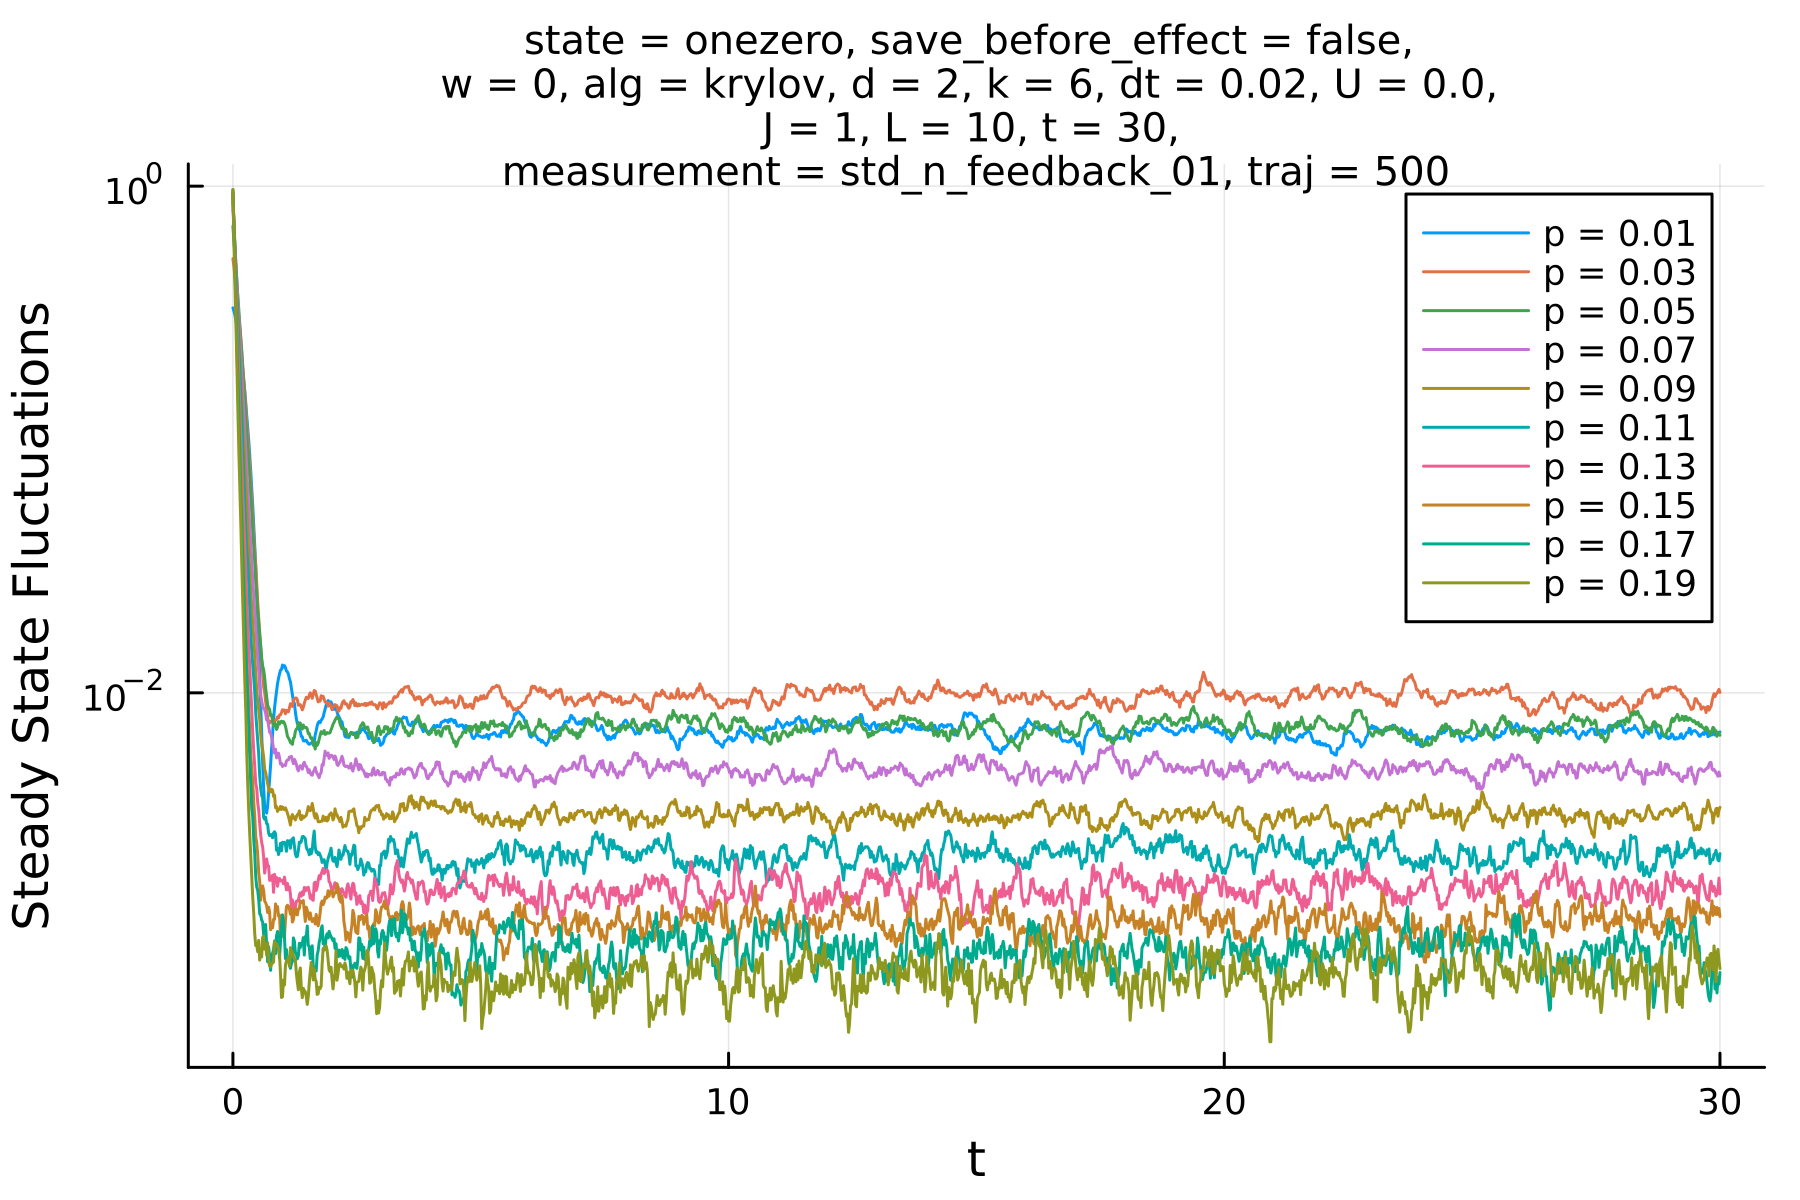 state = onezero, save_before_effect = false,
w = 0, alg = krylov, d = 2, k = 6, dt = 0.02, U = 0.0,
J = 1, L = 10, t = 30,
measurement = std_n_feedback_01, traj = 500
10⁰
10⁻²
Steady State Fluctuations
p = 0.01
p = 0.03
p = 0.05
p = 0.07
p = 0.09
p = 0.11
p = 0.13
p = 0.15
p = 0.17
p = 0.19
0 10 20 30
t